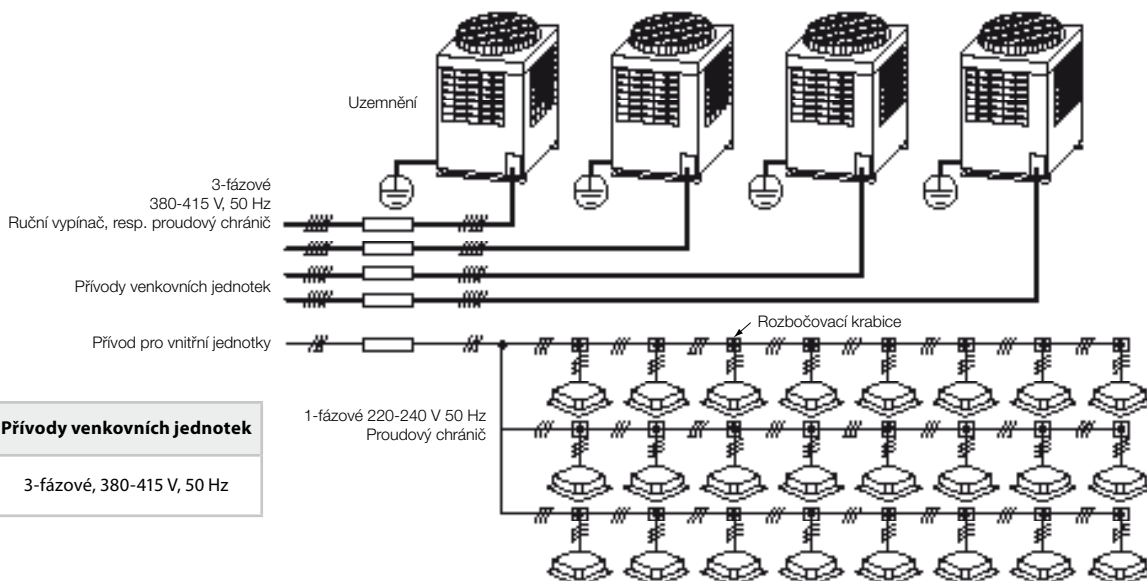 Uzemnění
3-fázové
380-415 V, 50 Hz
Ruční vypínač, resp. proudový chránič
Přívody venkovních jednotek
Přívod pro vnitřní jednotky
Rozbočovací krabice
1-fázové 220-240 V 50 Hz
Proudový chránič
Přívody venkovních jednotek
3-fázové, 380-415 V, 50 Hz